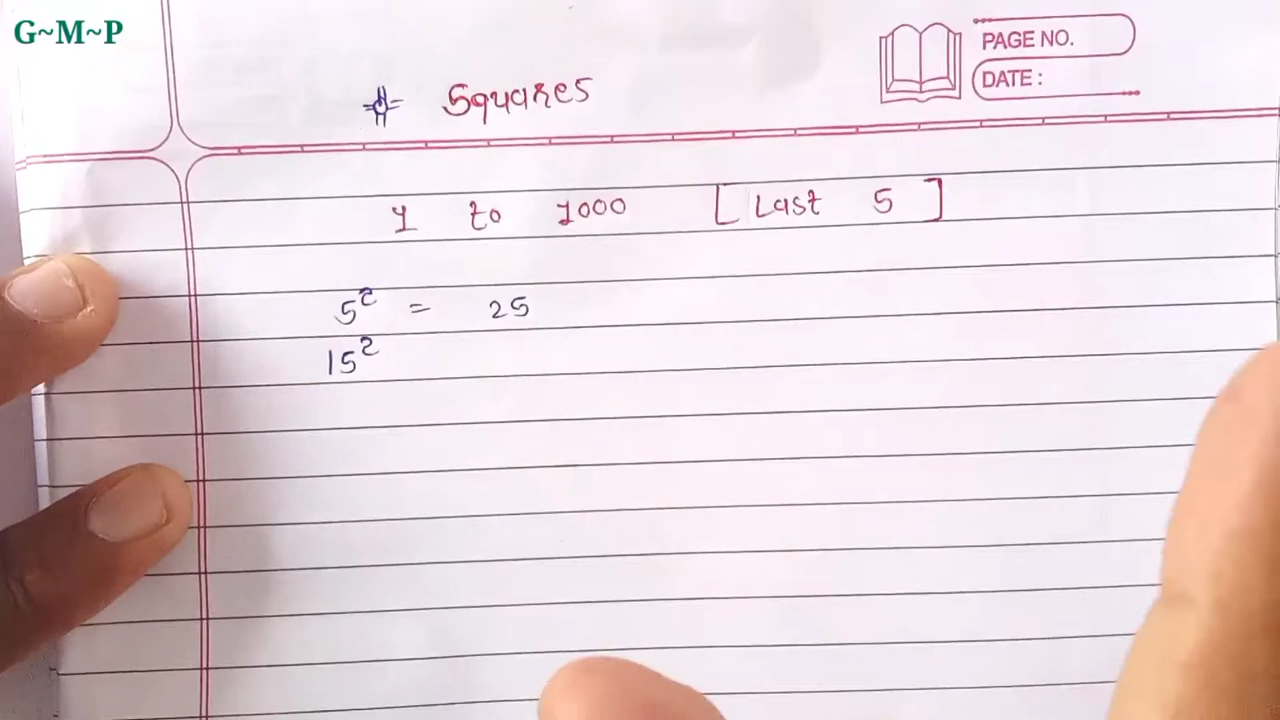 G~M~P
PAGE NO.
DATE :
# Squares
1 to 1000 [ Last 5 ]
5² = 25
15²